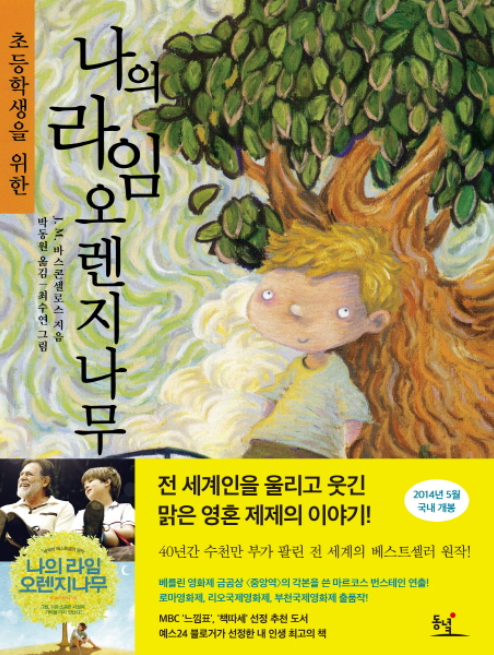 초등학생을 위한
나의
라임
오렌지나무
J. M. 바스콘셀로스 지음
박동원 옮김 – 최수연 그림
전 세계인을 울리고 웃긴
맑은 영혼 제제의 이야기!
2014년 5월
국내 개봉
40년간 수천만 부가 팔린 전 세계의 베스트셀러 원작!
베를린 영화제 금곰상 <중앙역>의 각본을 쓴 마르코스 번스테인 연출!
로마영화제, 리오국제영화제, 부천국제영화제 출품작!
MBC '느낌표', '책따세' 선정 추천 도서
예스24 블로거가 선정한 내 인생 최고의 책
나의 라임
오렌지나무
동녘